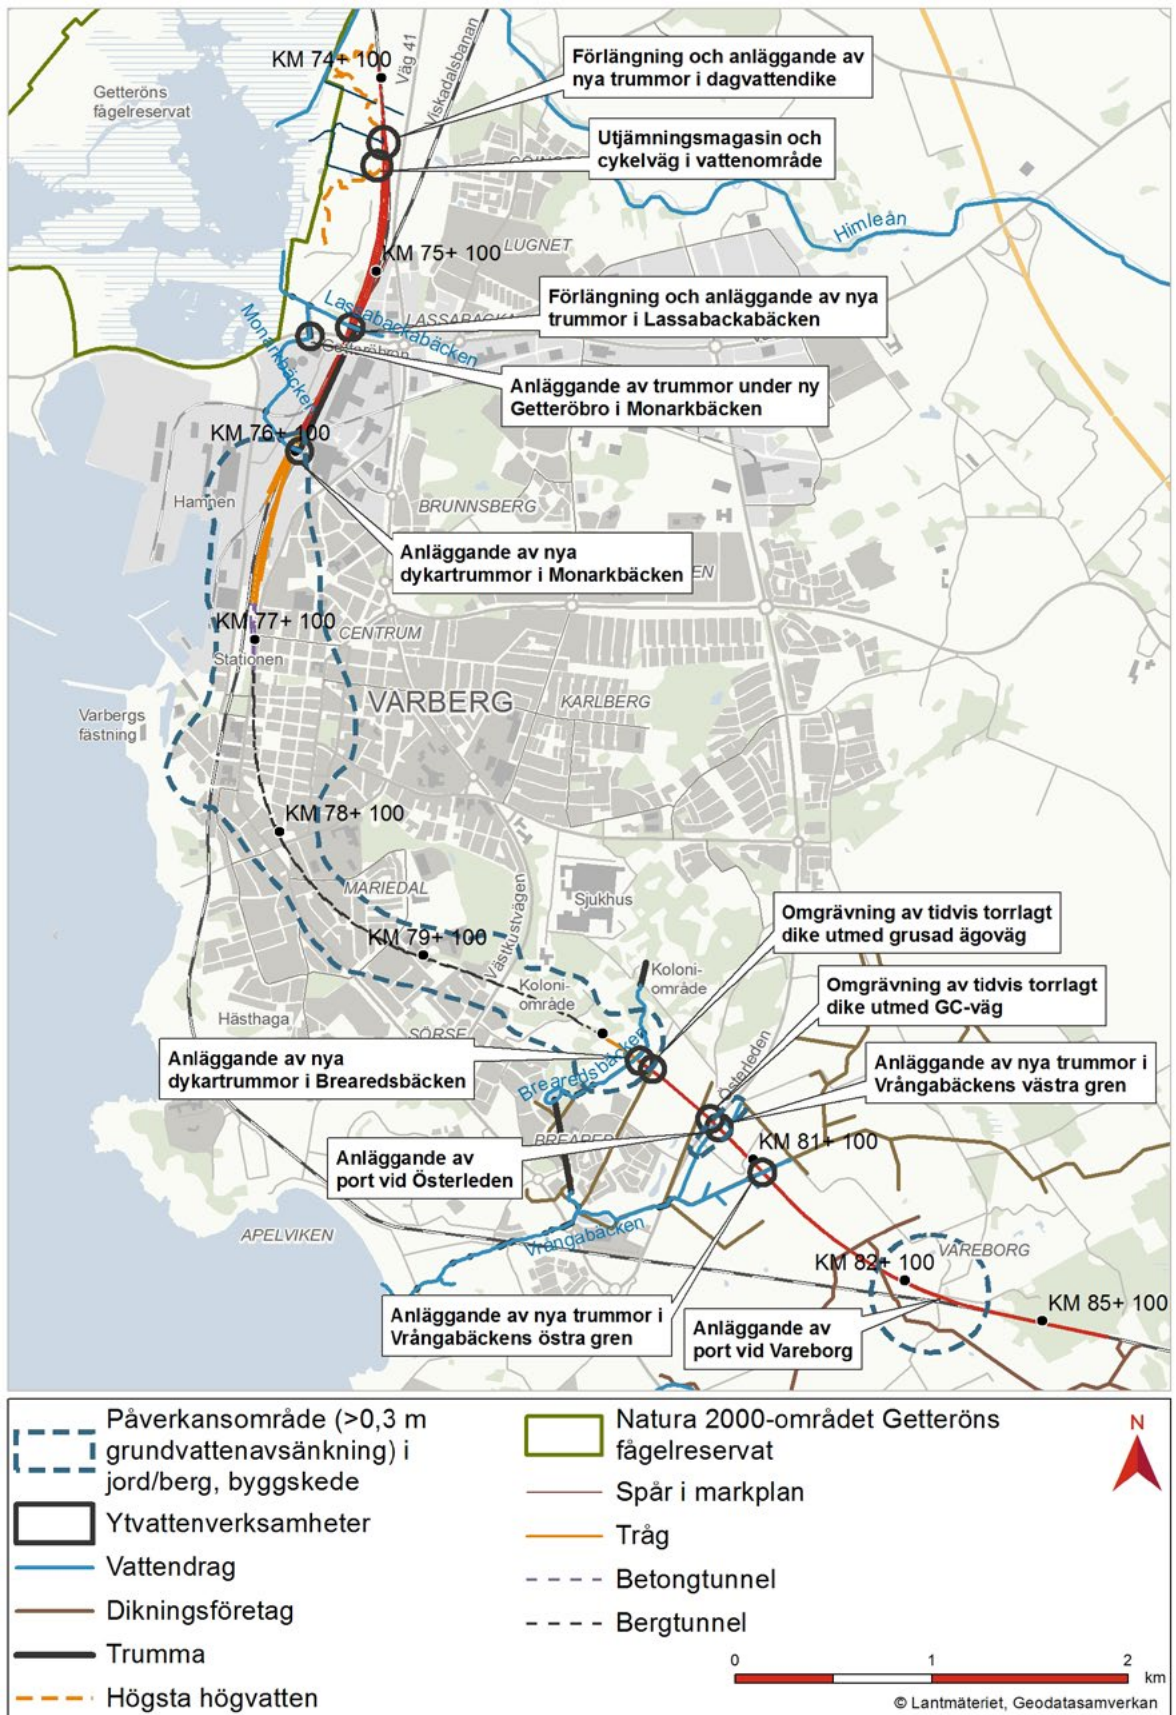 KM 74+ 100
Väg 41
Viskadalsbanan
Förlängning och anläggande av
nya trummor i dagvattendike
Getteröns
fågelreservat
Utjämningsmagasin och
cykelväg i vattenområde
Himleån
LUGNET
KM 75+ 100
Förlängning och anläggande av nya
trummor i Lassabackabäcken
Lassabackabäcken
Monarkbäcken
Getteröbron
Anläggande av trummor under ny
Getteröbro i Monarkbäcken
KM 76+ 100
Hamnen
BRUNNSBERG
Anläggande av nya
dykartrummor i Monarkbäcken
EN
KM 77+ 100
CENTRUM
Stationen
VARBERG
KARLBERG
Varbergs
fästning
KM 78+ 100
MARIEDAL
Sjukhus
Västkustvägen
Omgrävning av tidvis torrlagt
dike utmed grusad ägoväg
KM 79+ 100
Koloni-
område
Koloni-
område
Omgrävning av tidvis torrlagt
dike utmed GC-väg
Hästhaga
SÖRSE
Anläggande av nya
dykartrummor i Brearedsbäcken
Brearedsbäcken
Österleden
Anläggande av nya trummor i
Vrångabäckens västra gren
BREARED
KM 81+ 100
Anläggande av
port vid Österleden
APELVIKEN
Vrångabäcken
VAREBORG
KM 82+ 100
KM 85+ 100
Anläggande av nya trummor i
Vrångabäckens östra gren
Anläggande av
port vid Vareborg
Påverkansområde (>0,3 m
grundvattenavsänkning) i
jord/berg, byggskede
Ytvattenverksamheter
Vattendrag
Dikningsföretag
Trumma
Högsta högvatten
Natura 2000-området Getteröns
fågelreservat
Spår i markplan
Tråg
Betongtunnel
Bergtunnel
N
0 1 2
km
© Lantmäteriet, Geodatasamverkan